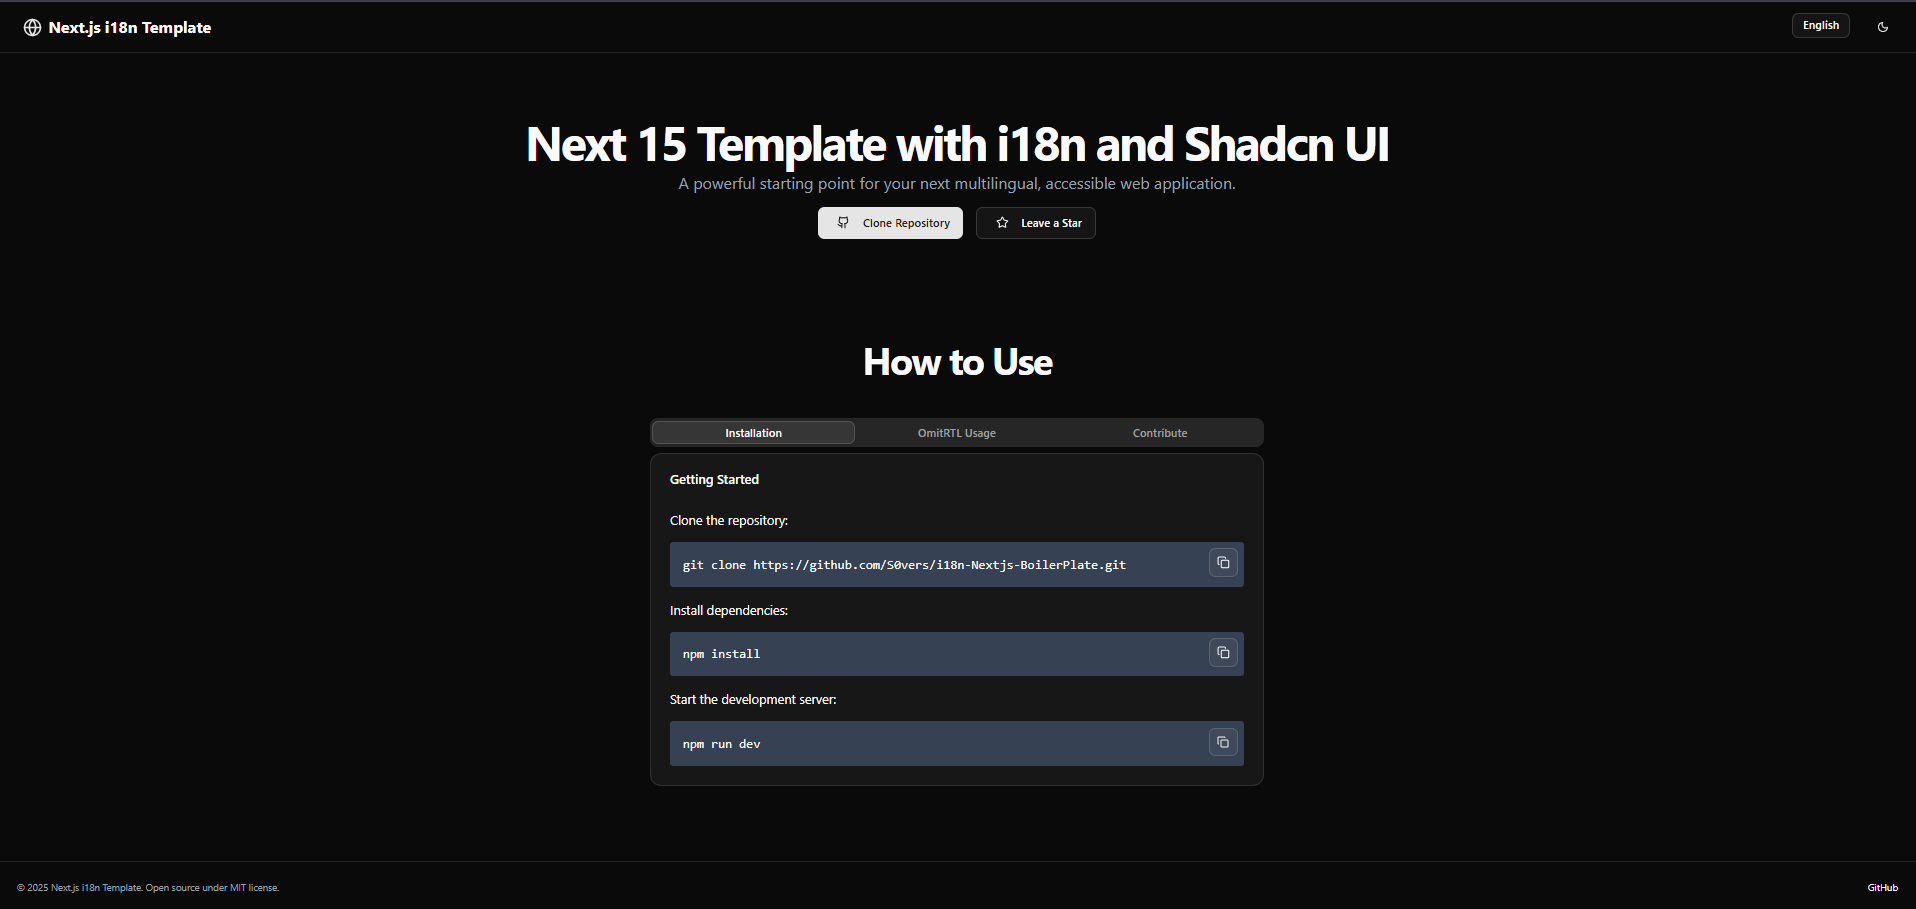 Next.js i18n Template
English
Next 15 Template with i18n and Shadcn UI
A powerful starting point for your next multilingual, accessible web application.
Clone Repository
Leave a Star
How to Use
Installation
OmitRTL Usage
Contribute
Getting Started
Clone the repository:
git clone https://github.com/S0vers/i18n-Nextjs-BoilerPlate.git
Install dependencies:
npm install
Start the development server:
npm run dev
© 2025 Next.js i18n Template. Open source under MIT license.
GitHub